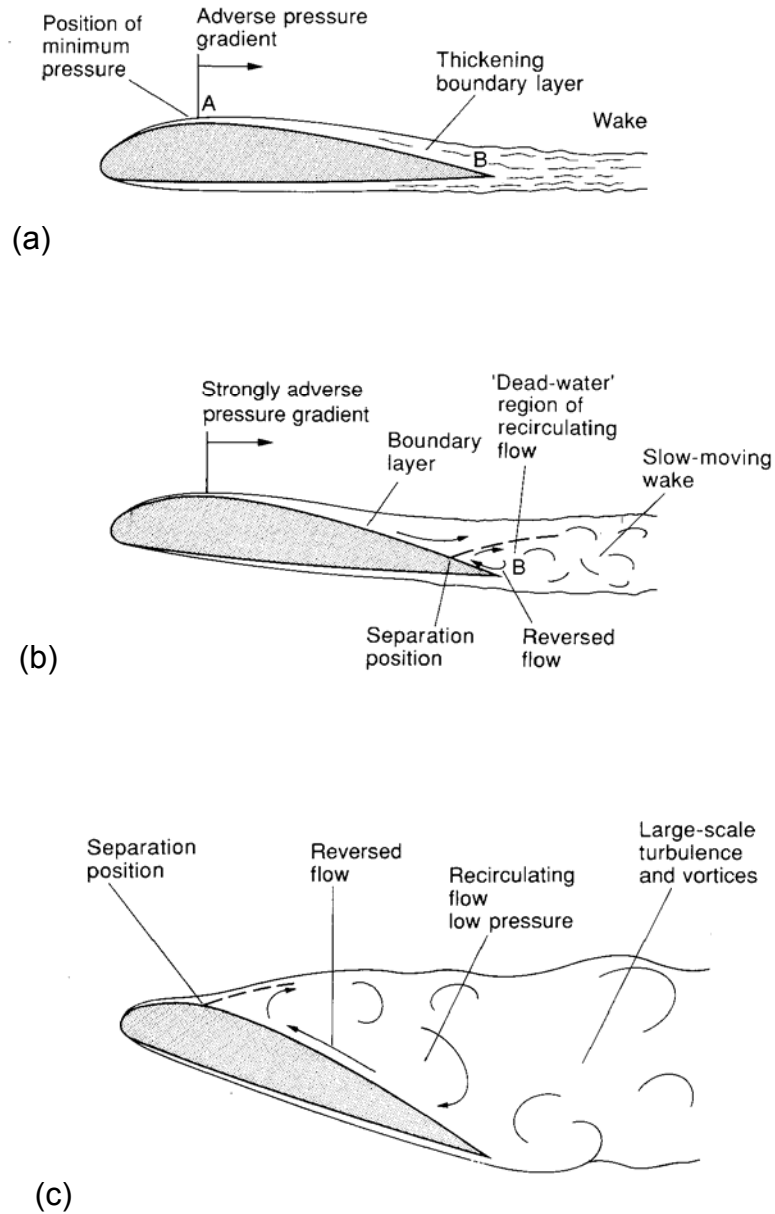 Position of
minimum
pressure
Adverse pressure
gradient
A
Thickening
boundary layer
Wake
B
(a)
Strongly adverse
pressure gradient
Boundary
layer
'Dead-water'
region of
recirculating
flow
Slow-moving
wake
B
Separation
position
Reversed
flow
(b)
Separation
position
Reversed
flow
Recirculating
flow
low pressure
Large-scale
turbulence
and vortices
(c)